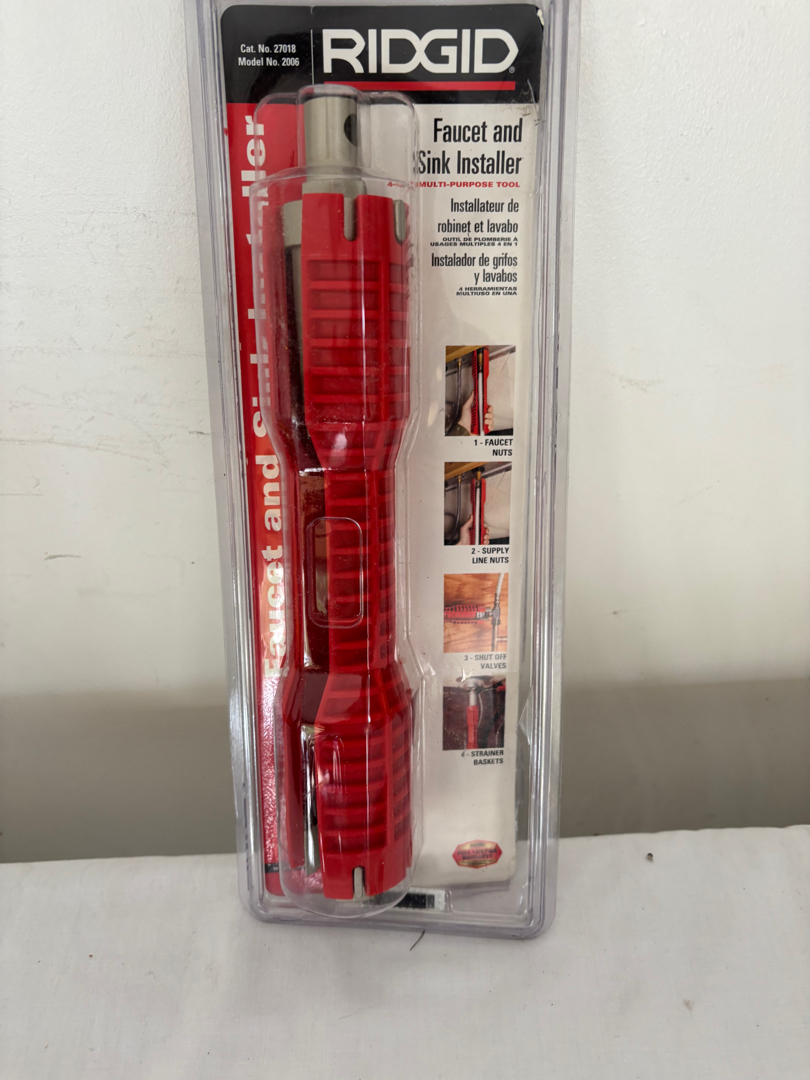 Cat. No. 27018
Model No. 2006
RIDGID®
Faucet and Sink Installer
Faucet and
Sink Installer
MULTI-PURPOSE TOOL
Installateur de
robinet et lavabo
OUTIL DE PLOMBERIE À
USAGES MULTIPLES 4 EN 1
Instalador de grifos
y lavabos
4 HERRAMIENTAS
MULTIUSO EN UNA
1 - FAUCET
NUTS
2 - SUPPLY
LINE NUTS
3 - SHUT OFF
VALVES
4 - STRAINER
BASKETS